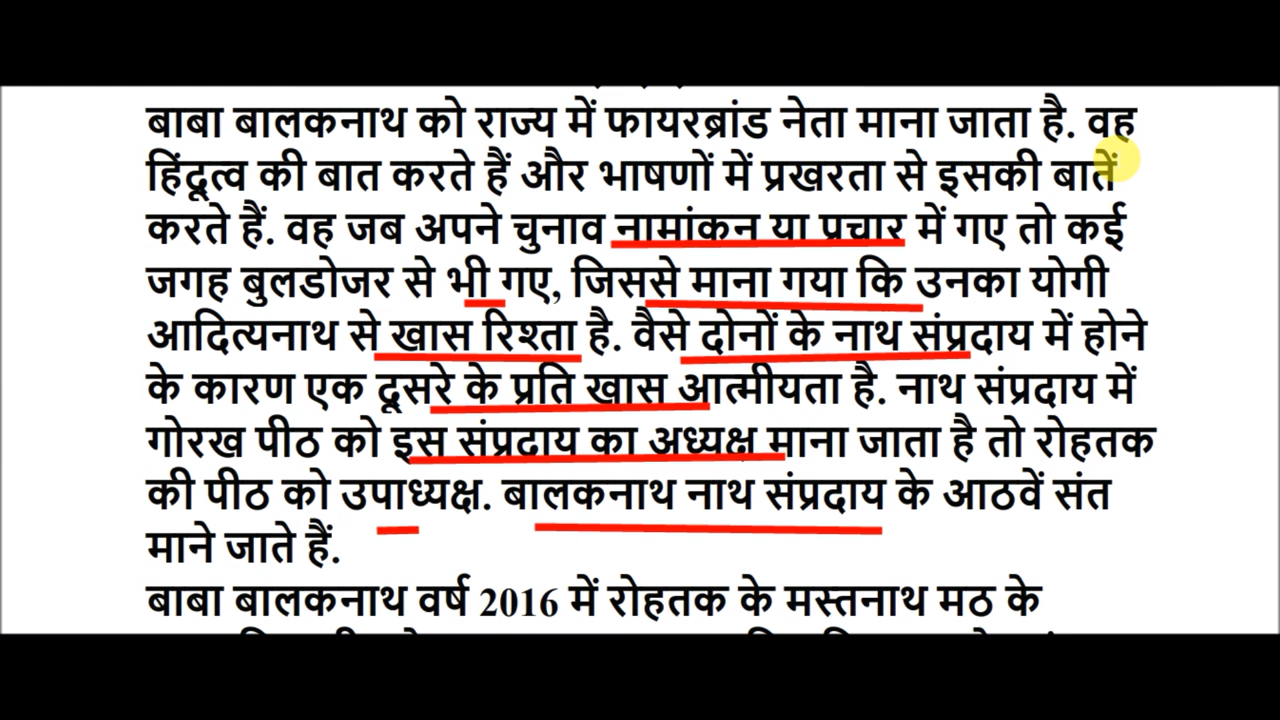 बाबा बालकनाथ को राज्य में फायरब्रांड नेता माना जाता है. वह
हिंदूत्व की बात करते हैं और भाषणों में प्रखरता से इसकी बातें
करते हैं. वह जब अपने चुनाव नामांकन या प्रचार में गए तो कई
जगह बुलडोजर से भी गए, जिससे माना गया कि उनका योगी
आदित्यनाथ से खास रिश्ता है. वैसे दोनों के नाथ संप्रदाय में होने
के कारण एक दूसरे के प्रति खास आत्मीयता है. नाथ संप्रदाय में
गोरख पीठ को इस संप्रदाय का अध्यक्ष माना जाता है तो रोहतक
की पीठ को उपाध्यक्ष. बालकनाथ नाथ संप्रदाय के आठवें संत
माने जाते हैं.
बाबा बालकनाथ वर्ष 2016 में रोहतक के मस्तनाथ मठ के